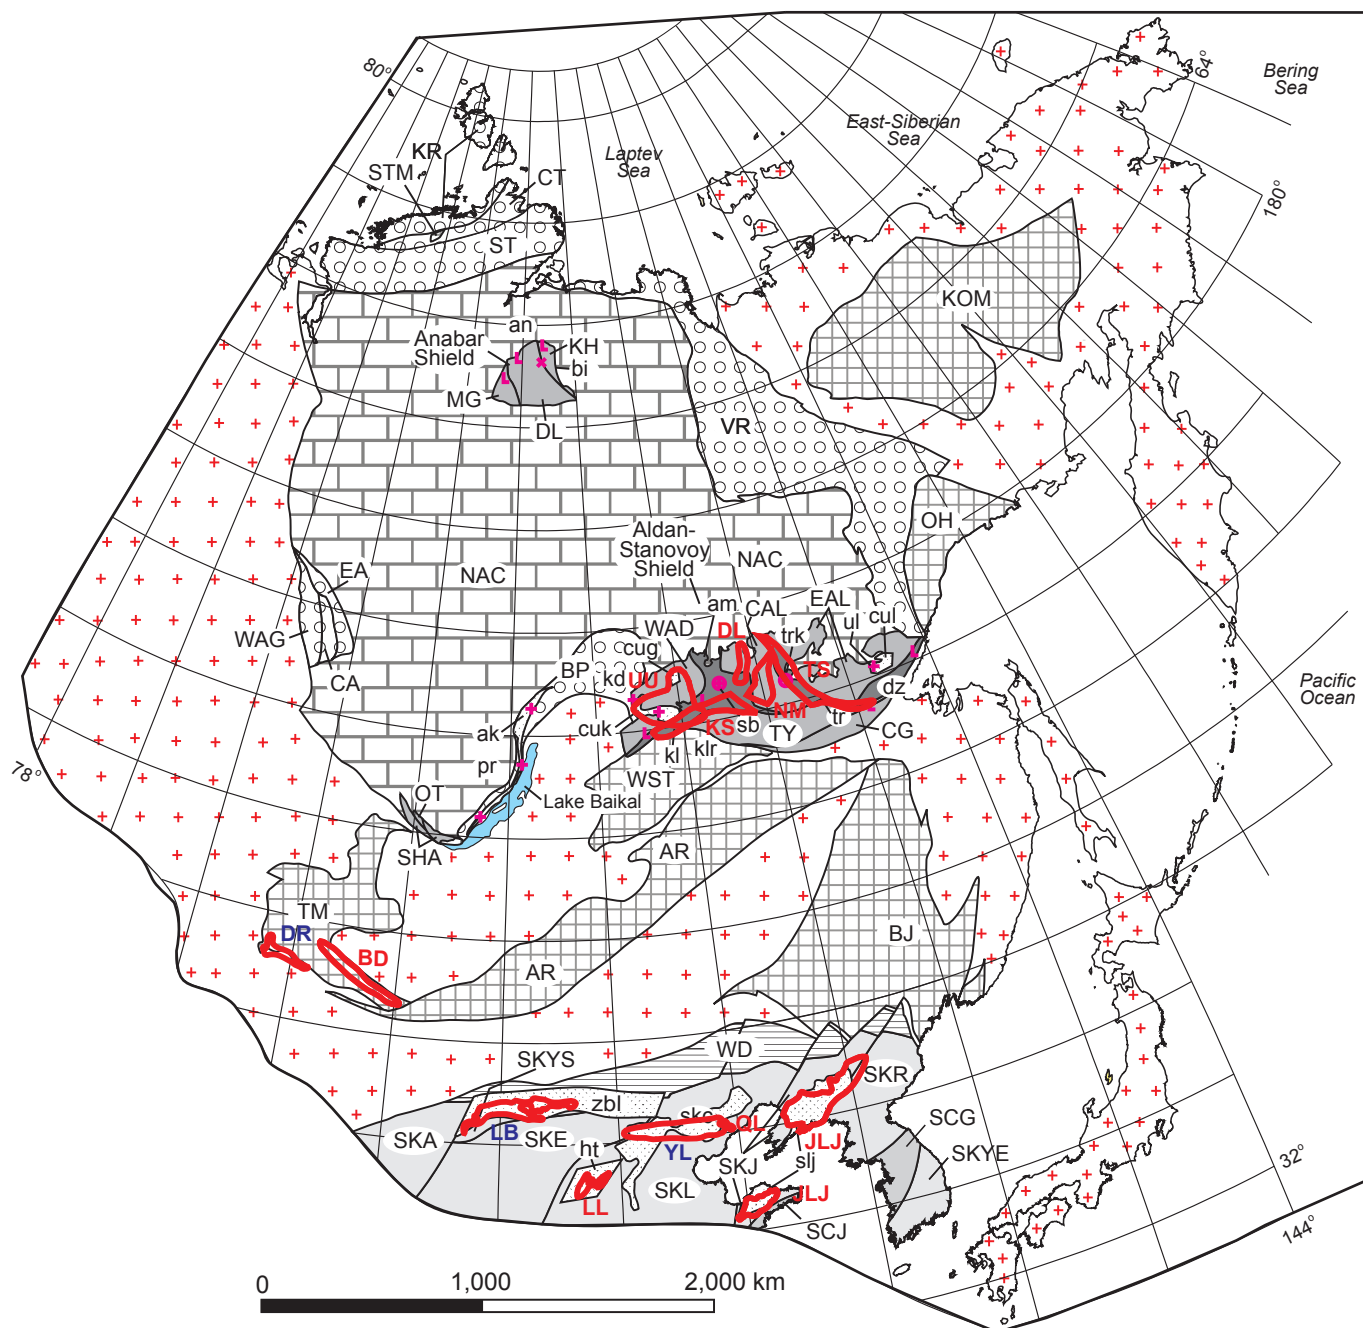 80°
64°
Bering
Sea
East-Siberian
Sea
Laptev
Sea
KR
STM
CT
ST
180°
KOM
an
Anabar
Shield
KH
bi
MG
DL
VR
OH
Aldan-
Stanovoy
Shield
NAC
NAC
EA
WAG
CA
am
CAL
EAL
WAD
DL
trk
ul
cul
cug
BP
kd
UU
TS
dz
Pacific
Ocean
ak
cuk
KS
sb
NM
tr
TY
CG
kl
klr
pr
WST
78°
OT
Lake Baikal
SHA
AR
TM
DR
BD
AR
BJ
WD
SKYS
SKR
zbl
skc
QL
SCG
SKA
LB
SKE
YL
JLJ
SKYE
ht
SKJ
slj
SKL
JLJ
LL
SCJ
32°
144°
0
1,000
2,000 km